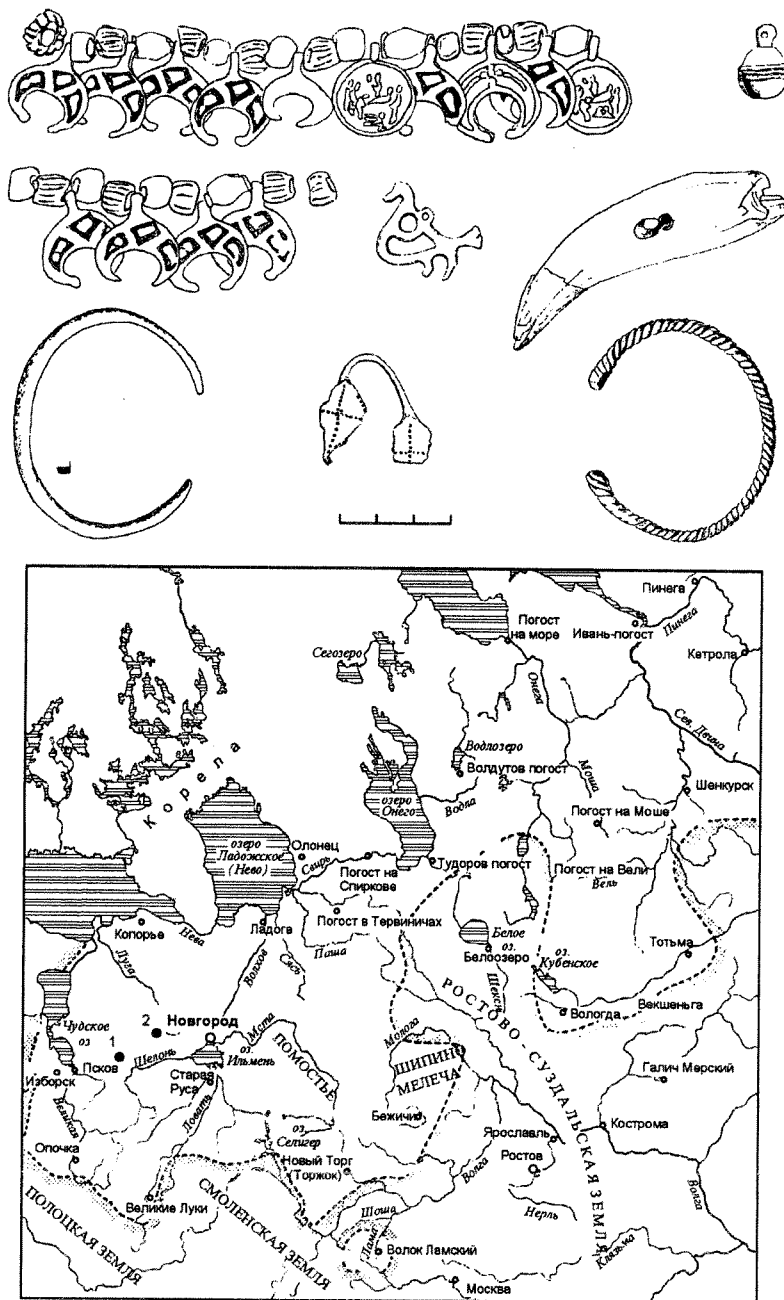 Пинега
Погост
на море
Ивань-погост
Пинега
Кетрола
Сегозеро
Онега
Сев. Двина
Корела
Водлозеро
Волдутов погост
Моша
Шенкурск
озеро
Онего
Водла
Погост на Моше
озеро
Ладожское
(Нево)
Олонец
Свирь
Погост на
Спиркове
Тудоров погост
Погост на Вели
Вель
Копорье
Нева
Ладога
Погост в Тервиничах
Белое
оз.
Белоозеро
оз.
Кубенское
Тотьма
Луга
Волхов
Сясь
Паша
Шексна
Вологда
Векшеньга
РОСТОВО-СУЗДАЛЬСКАЯ ЗЕМЛЯ
Чудское
оз
1
2
Новгород
Мста
Молога
Псков
Шелонь
оз.
Ильмень
ПОМОСТЬЕ
ШИПИНО
МЕЛЕЧА
Галич Мерский
Изборск
Старая
Руса
Великая
Ловать
Бежичи
Кострома
оз.
Селигер
Ярославль
Опочка
Новый Торг
(Торжок)
Волга
Ростов
Волга
Великие Луки
Шоша
Нерль
ПОЛОЦКАЯ ЗЕМЛЯ
СМОЛЕНСКАЯ ЗЕМЛЯ
Лама
Волок Ламский
Клязьма
Москва